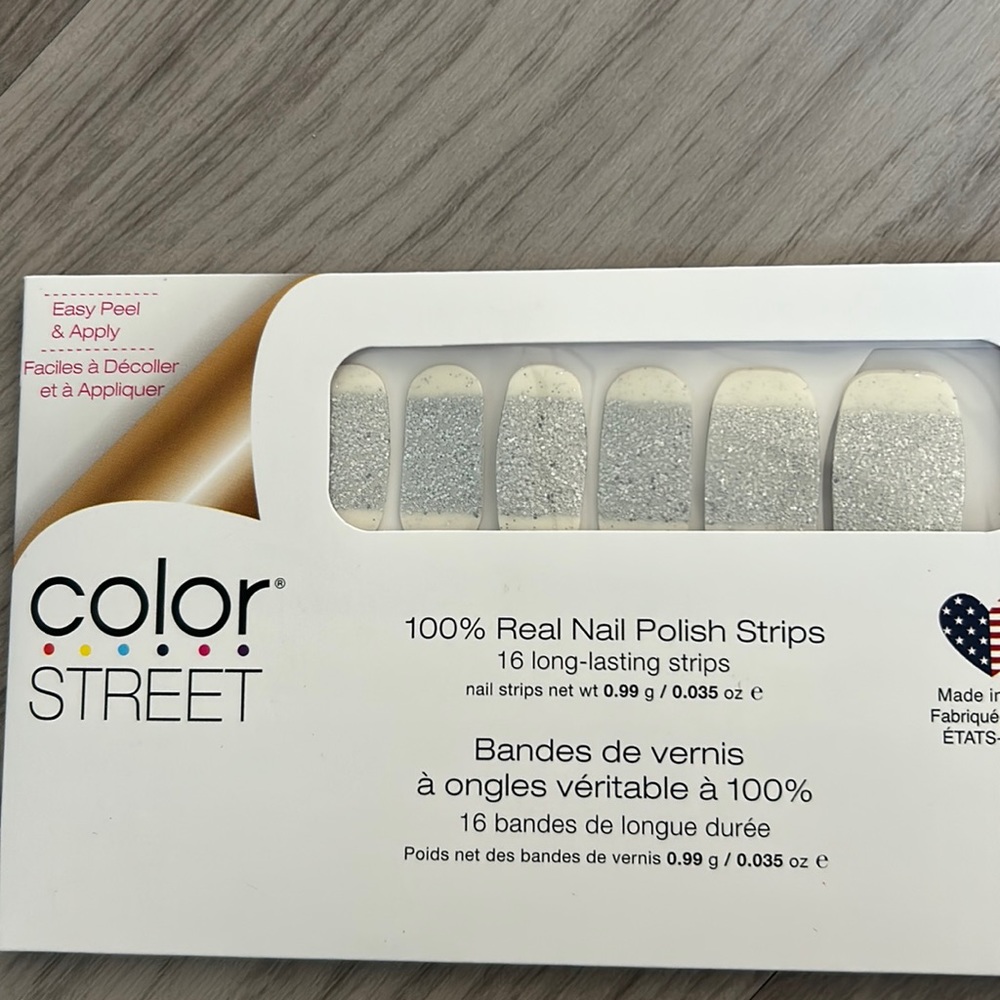 Easy Peel
& Apply
Faciles à Décoller
et à Appliquer
color®
STREET
100% Real Nail Polish Strips
16 long-lasting strips
nail strips net wt 0.99 g / 0.035 oz ℮
Bandes de vernis
à ongles véritable à 100%
16 bandes de longue durée
Poids net des bandes de vernis 0.99 g / 0.035 oz ℮
Made in
Fabriqué
ÉTATS-